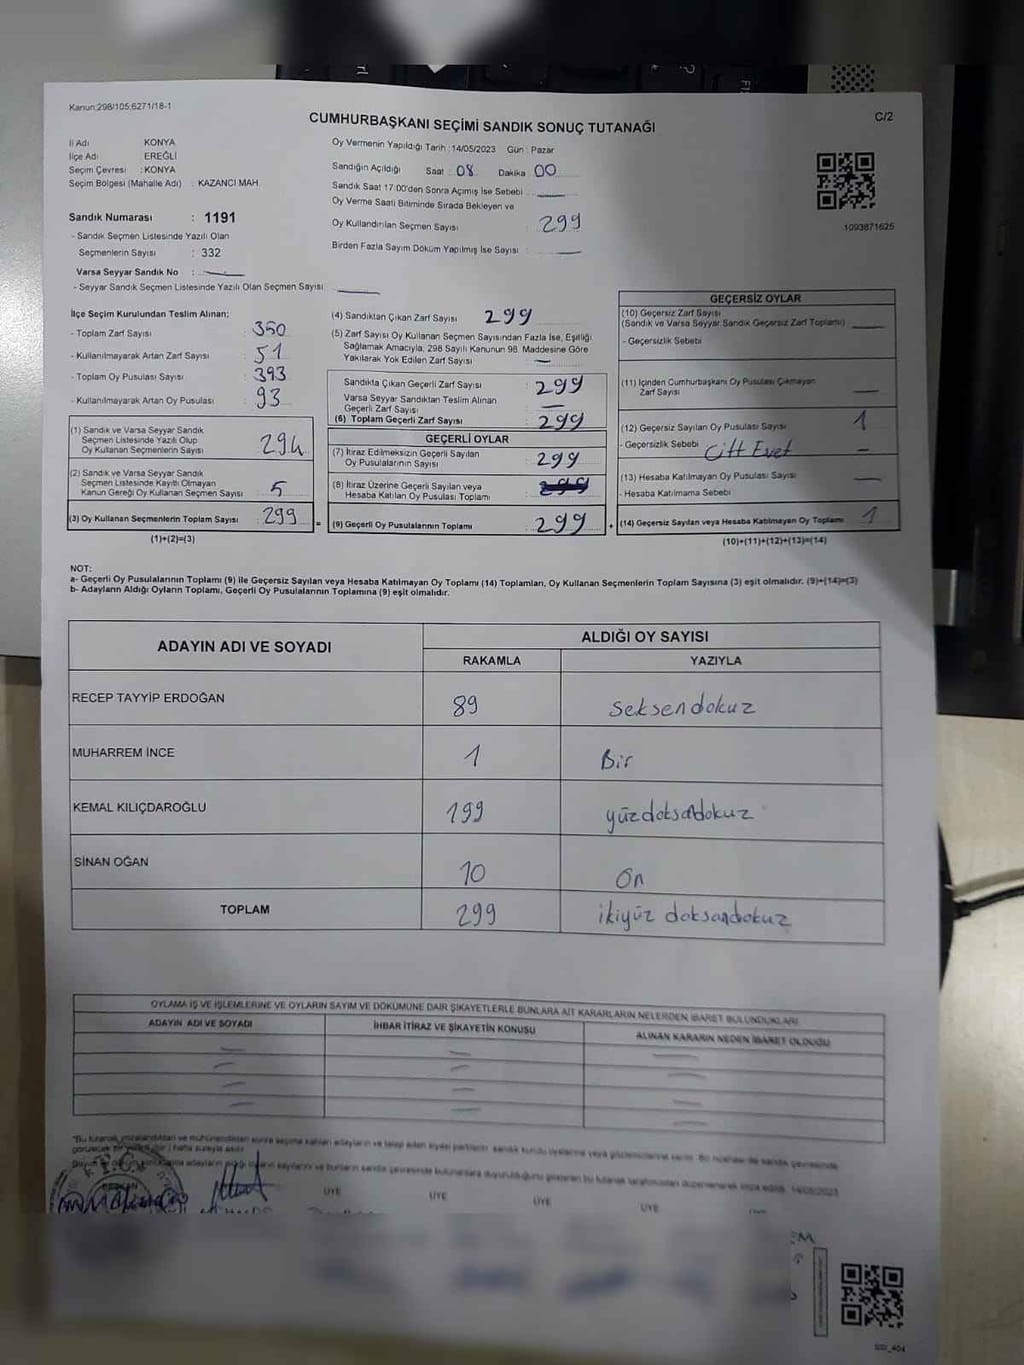 Kanun:298/105;6271/18-1
CUMHURBAŞKANI SEÇİMİ SANDIK SONUÇ TUTANAĞI
C/2
İl Adı KONYA
İlçe Adı EREĞLİ
Seçim Çevresi : KONYA
Seçim Bölgesi (Mahalle Adı) : KAZANCI MAH.
Sandık Numarası : 1191
- Sandık Seçmen Listesinde Yazılı Olan
Seçmenlerin Sayısı : 332
Varsa Seyyar Sandık No :
- Seyyar Sandık Seçmen Listesinde Yazılı Olan Seçmen Sayısı:
Oy Vermenin Yapıldığı Tarih : 14/05/2023 Gün : Pazar
Sandığın Açıldığı Saat : 08 Dakika : 00
Sandık Saat 17:00'den Sonra Açımış İse Sebebi :
Oy Verme Saati Bitiminde Sırada Bekleyen ve
Oy Kullandırılan Seçmen Sayısı : 299
Birden Fazla Sayım Döküm Yapılmış İse Sayısı :
1093871625
İlçe Seçim Kurulundan Teslim Alınan;
- Toplam Zarf Sayısı : 350
- Kullanılmayarak Artan Zarf Sayısı : 51
- Toplam Oy Pusulası Sayısı : 393
- Kullanılmayarak Artan Oy Pusulası : 93
(1) Sandık ve Varsa Seyyar Sandık
Seçmen Listesinde Yazılı Olup
Oy Kullanan Seçmenlerin Sayısı : 294
(2) Sandık ve Varsa Seyyar Sandık
Seçmen Listesinde Kayıtlı Olmayan
Kanun Gereği Oy Kullanan Seçmen Sayısı : 5
(3) Oy Kullanan Seçmenlerin Toplam Sayısı : 299
(1)+(2)=(3)
(4) Sandıktan Çıkan Zarf Sayısı : 299
(5) Zarf Sayısı Oy Kullanan Seçmen Sayısından Fazla İse, Eşitliği
Sağlamak Amacıyla, 298 Sayılı Kanunun 98. Maddesine Göre
Yakılarak Yok Edilen Zarf Sayısı :
Sandıkta Çıkan Geçerli Zarf Sayısı : 299
Varsa Seyyar Sandıktan Teslim Alınan
Geçerli Zarf Sayısı :
(6) Toplam Geçerli Zarf Sayısı : 299
GEÇERLİ OYLAR
(7) İtiraz Edilmeksizin Geçerli Sayılan
Oy Pusulalarının Sayısı : 299
(8) İtiraz Üzerine Geçerli Sayılan veya
Hesaba Katılan Oy Pusulası Toplamı :
= (9) Geçerli Oy Pusulalarının Toplamı : 299 +
GEÇERSİZ OYLAR
(10) Geçersiz Zarf Sayısı
(Sandık ve Varsa Seyyar Sandık Geçersiz Zarf Toplamı) :
- Geçersizlik Sebebi
(11) İçinden Cumhurbaşkanı Oy Pusulası Çıkmayan
Zarf Sayısı :
(12) Geçersiz Sayılan Oy Pusulası Sayısı : 1
- Geçersizlik Sebebi : Çift Evet
(13) Hesaba Katılmayan Oy Pusulası Sayısı :
- Hesaba Katılmama Sebebi
(14) Geçersiz Sayılan veya Hesaba Katılmayan Oy Toplamı : 1
(10)+(11)+(12)+(13)=(14)
NOT:
a- Geçerli Oy Pusulalarının Toplamı (9) ile Geçersiz Sayılan veya Hesaba Katılmayan Oy Toplamı (14) Toplamları, Oy Kullanan Seçmenlerin Toplam Sayısına (3) eşit olmalıdır. (9)+(14)=(3)
b- Adayların Aldığı Oyların Toplamı, Geçerli Oy Pusulalarının Toplamına (9) eşit olmalıdır.
ADAYIN ADI VE SOYADI
ALDIĞI OY SAYISI
RAKAMLA YAZIYLA
RECEP TAYYİP ERDOĞAN 89 seksendokuz
MUHARREM İNCE 1 Bir
KEMAL KILIÇDAROĞLU 199 yüzdoksadokuz
SİNAN OĞAN 10 On
TOPLAM 299 ikiyüz doksandokuz
OYLAMA İŞ VE İŞLEMLERİNE VE OYLARIN SAYIM VE DÖKÜMÜNE DAİR ŞİKAYETLERLE BUNLARA AİT KARARLARIN NELERDEN İBARET BULUNDUKLARI
ADAYIN ADI VE SOYADI İHBAR İTİRAZ VE ŞİKAYETİN KONUSU ALINAN KARARIN NEDEN İBARET OLDUĞU
BAŞKAN
ÜYE ÜYE ÜYE ÜYE